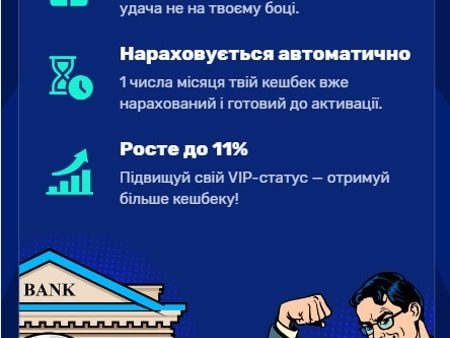 удача не на твоєму боці.
Нараховується автоматично
1 числа місяця твій кешбек вже
нарахований і готовий до активації.
Росте до 11%
Підвищуй свій VIP-статус — отримуй
більше кешбеку!
BANK